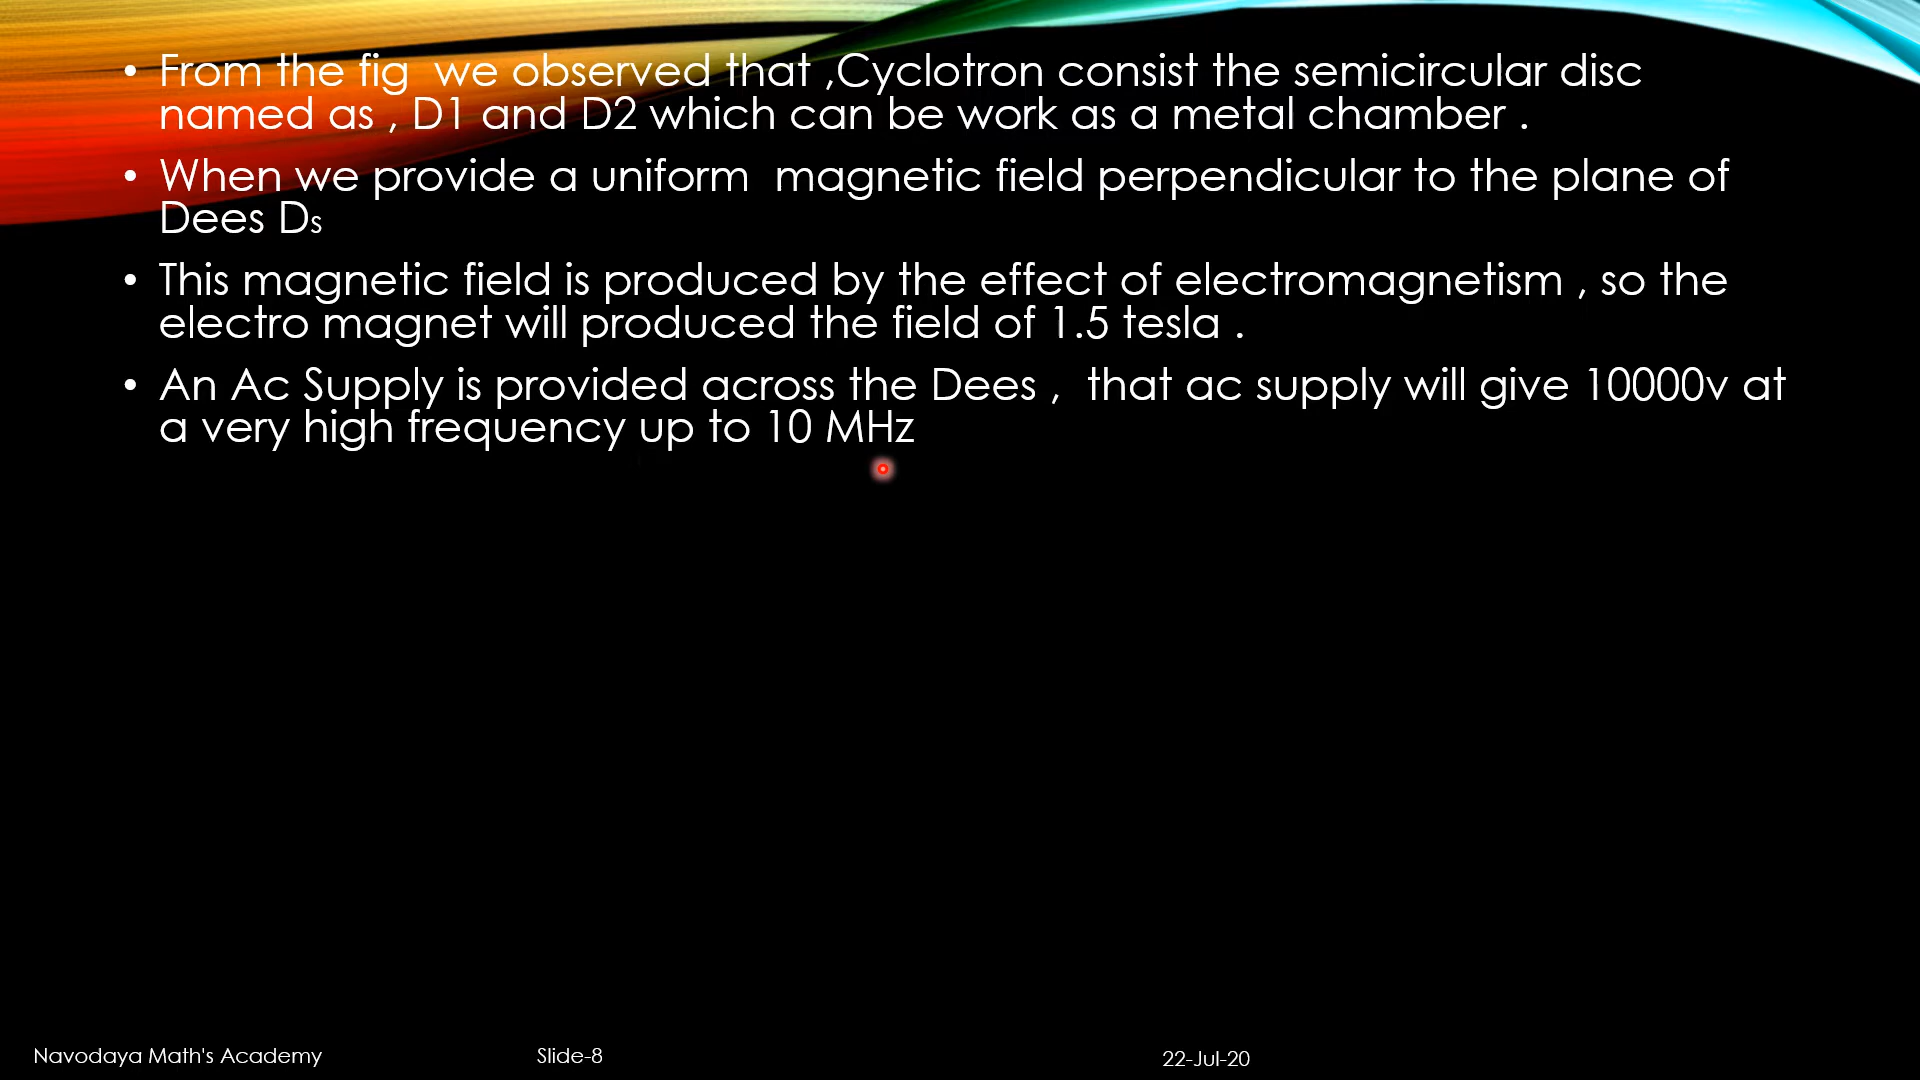 • From the fig we observed that ,Cyclotron consist the semicircular disc
named as , D1 and D2 which can be work as a metal chamber .
• When we provide a uniform magnetic field perpendicular to the plane of
Dees Ds
• This magnetic field is produced by the effect of electromagnetism , so the
electro magnet will produced the field of 1.5 tesla .
• An Ac Supply is provided across the Dees , that ac supply will give 10000v at
a very high frequency up to 10 MHz
Navodaya Math's Academy Slide-8 22-Jul-20